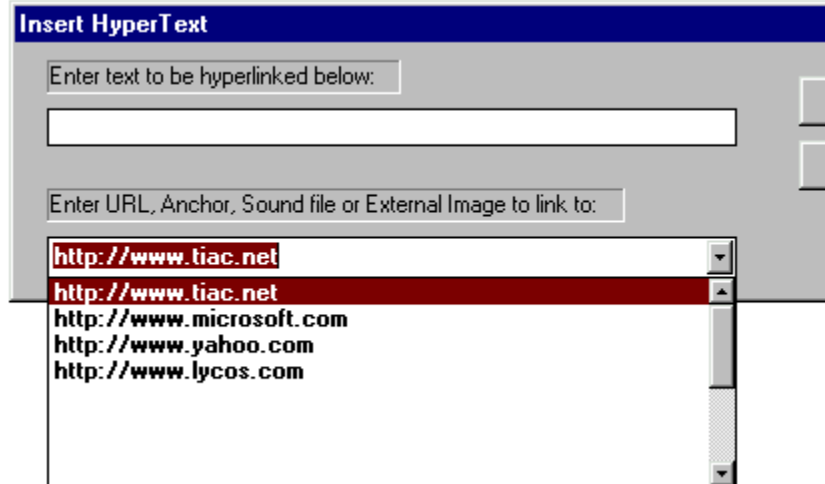 Insert HyperText
Enter text to be hyperlinked below:
Enter URL, Anchor, Sound file or External Image to link to:
http://www.tiac.net
http://www.tiac.net
http://www.microsoft.com
http://www.yahoo.com
http://www.lycos.com